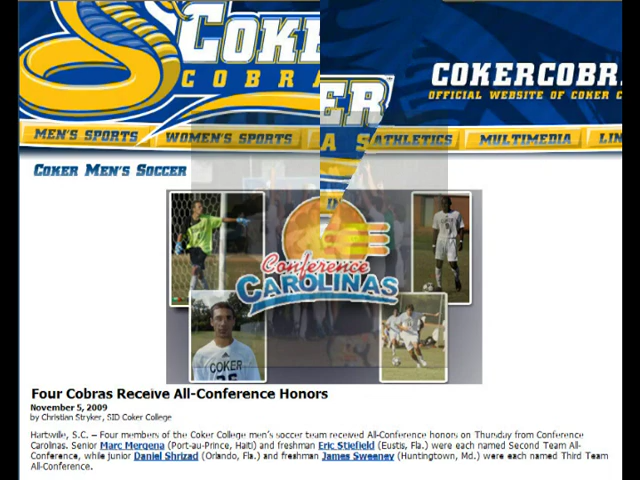 COKE
COBRA
ER
A S
COKERCOBR
OFFICIAL WEBSITE OF COKER C
MEN'S SPORTS
WOMEN'S SPORTS
ATHLETICS
MULTIMEDIA
LIN
COKER MEN'S SOCCER
Conference
CAROLINAS
COKER
Four Cobras Receive All-Conference Honors
November 5, 2009
by Christian Stryker, SID Coker College
Hartsville, S.C. – Four members of the Coker College men's soccer team received All-Conference honors on Thursday from Conference
Carolinas. Senior Marc Mergena (Port-au-Prince, Haiti) and freshman Eric Stiefield (Eustis, Fla.) were each named Second Team All-
Conference, while junior Daniel Shrizad (Orlando, Fla.) and freshman James Sweeney (Huntingtown, Md.) were each named Third Team
All-Conference.